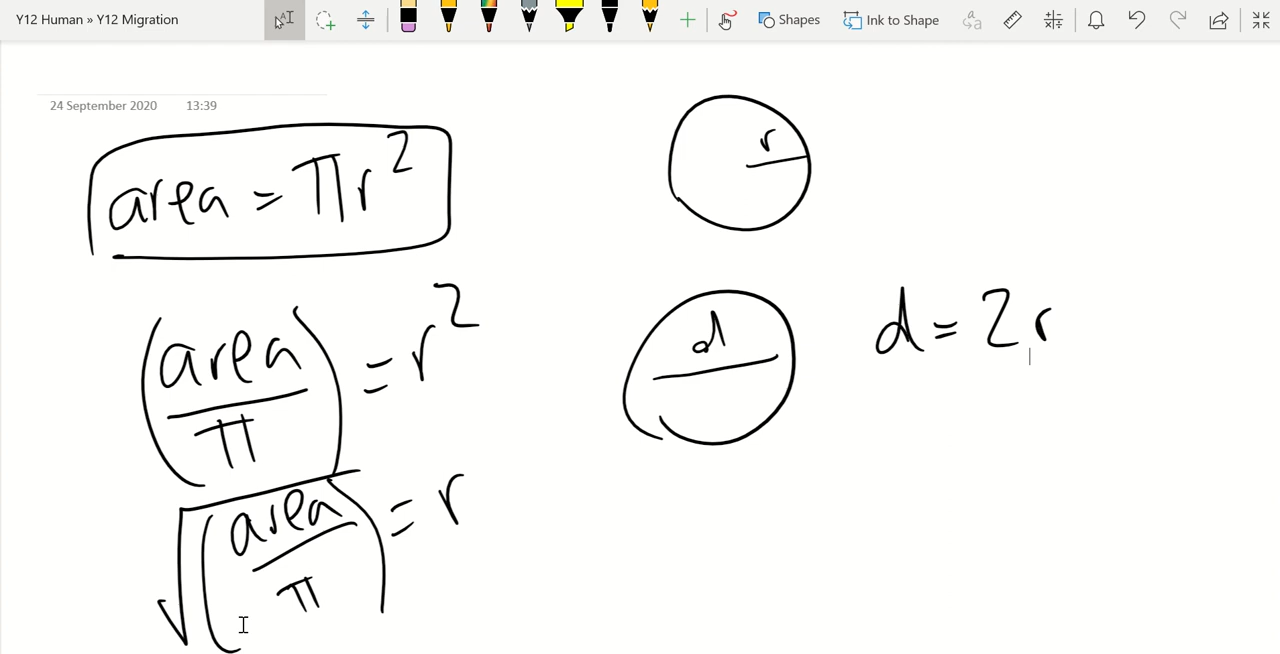 Y12 Human » Y12 Migration
Shapes
Ink to Shape
24 September 2020 13:39
area = πr²
r
(area/π) = r²
d
d = 2r
√(area/π) = r